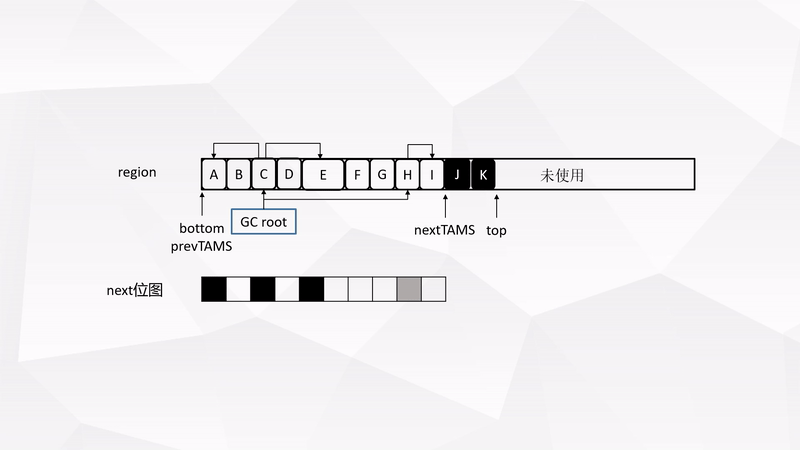 region
A B C D E F G H I J K 未使用
GC root
bottom
prevTAMS
nextTAMS top
next位图